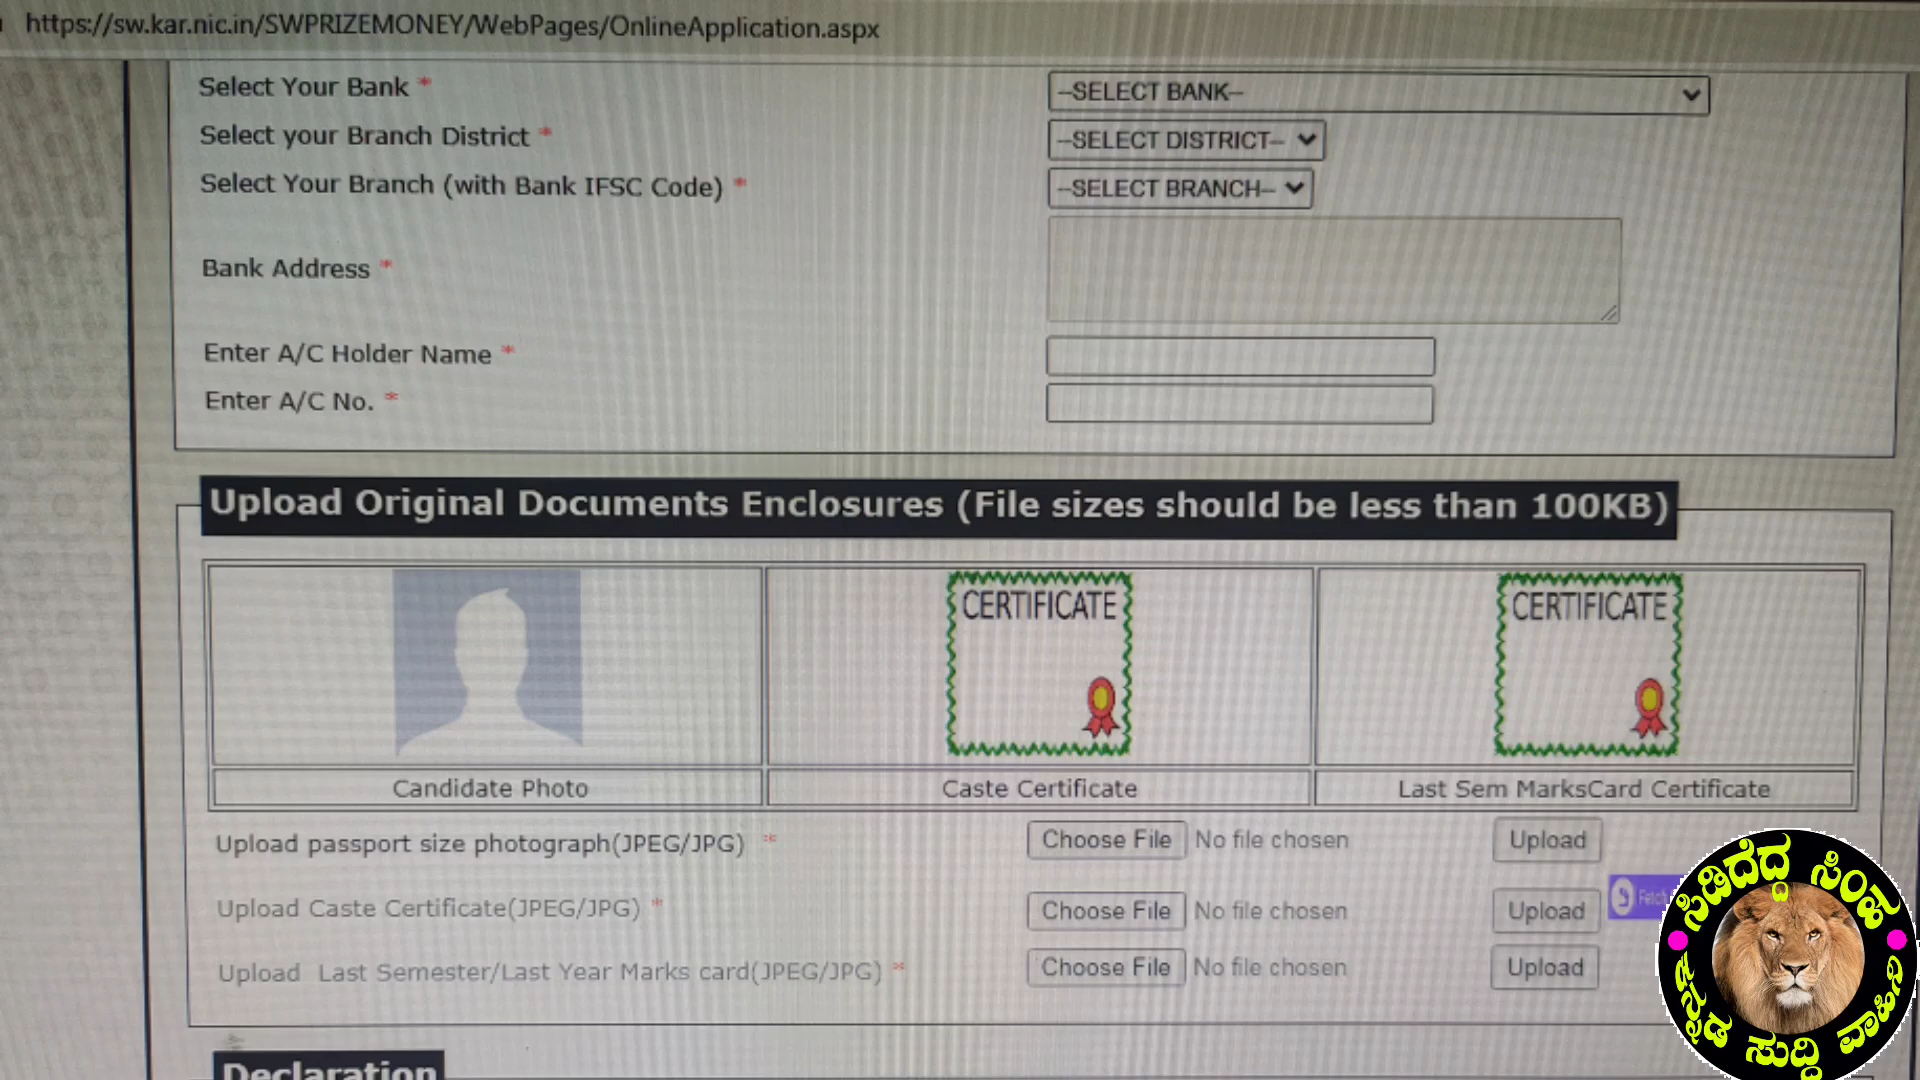 https://sw.kar.nic.in/SWPRIZEMONEY/WebPages/OnlineApplication.aspx
Select Your Bank *
--SELECT BANK--
Select your Branch District *
--SELECT DISTRICT--
Select Your Branch (with Bank IFSC Code) *
--SELECT BRANCH--
Bank Address *
Enter A/C Holder Name *
Enter A/C No. *
Upload Original Documents Enclosures (File sizes should be less than 100KB)
CERTIFICATE
CERTIFICATE
Candidate Photo
Caste Certificate
Last Sem MarksCard Certificate
Upload passport size photograph(JPEG/JPG) *
Choose File No file chosen
Upload
Upload Caste Certificate(JPEG/JPG) *
Choose File No file chosen
Upload
Fetch
Upload Last Semester/Last Year Marks card(JPEG/JPG) *
Choose File No file chosen
Upload
ಸಿಡಿದೆದ್ದ ಸಿಂಹ
ಕನ್ನಡ ಸುದ್ದಿ ವಾಹಿನಿ
Declaration